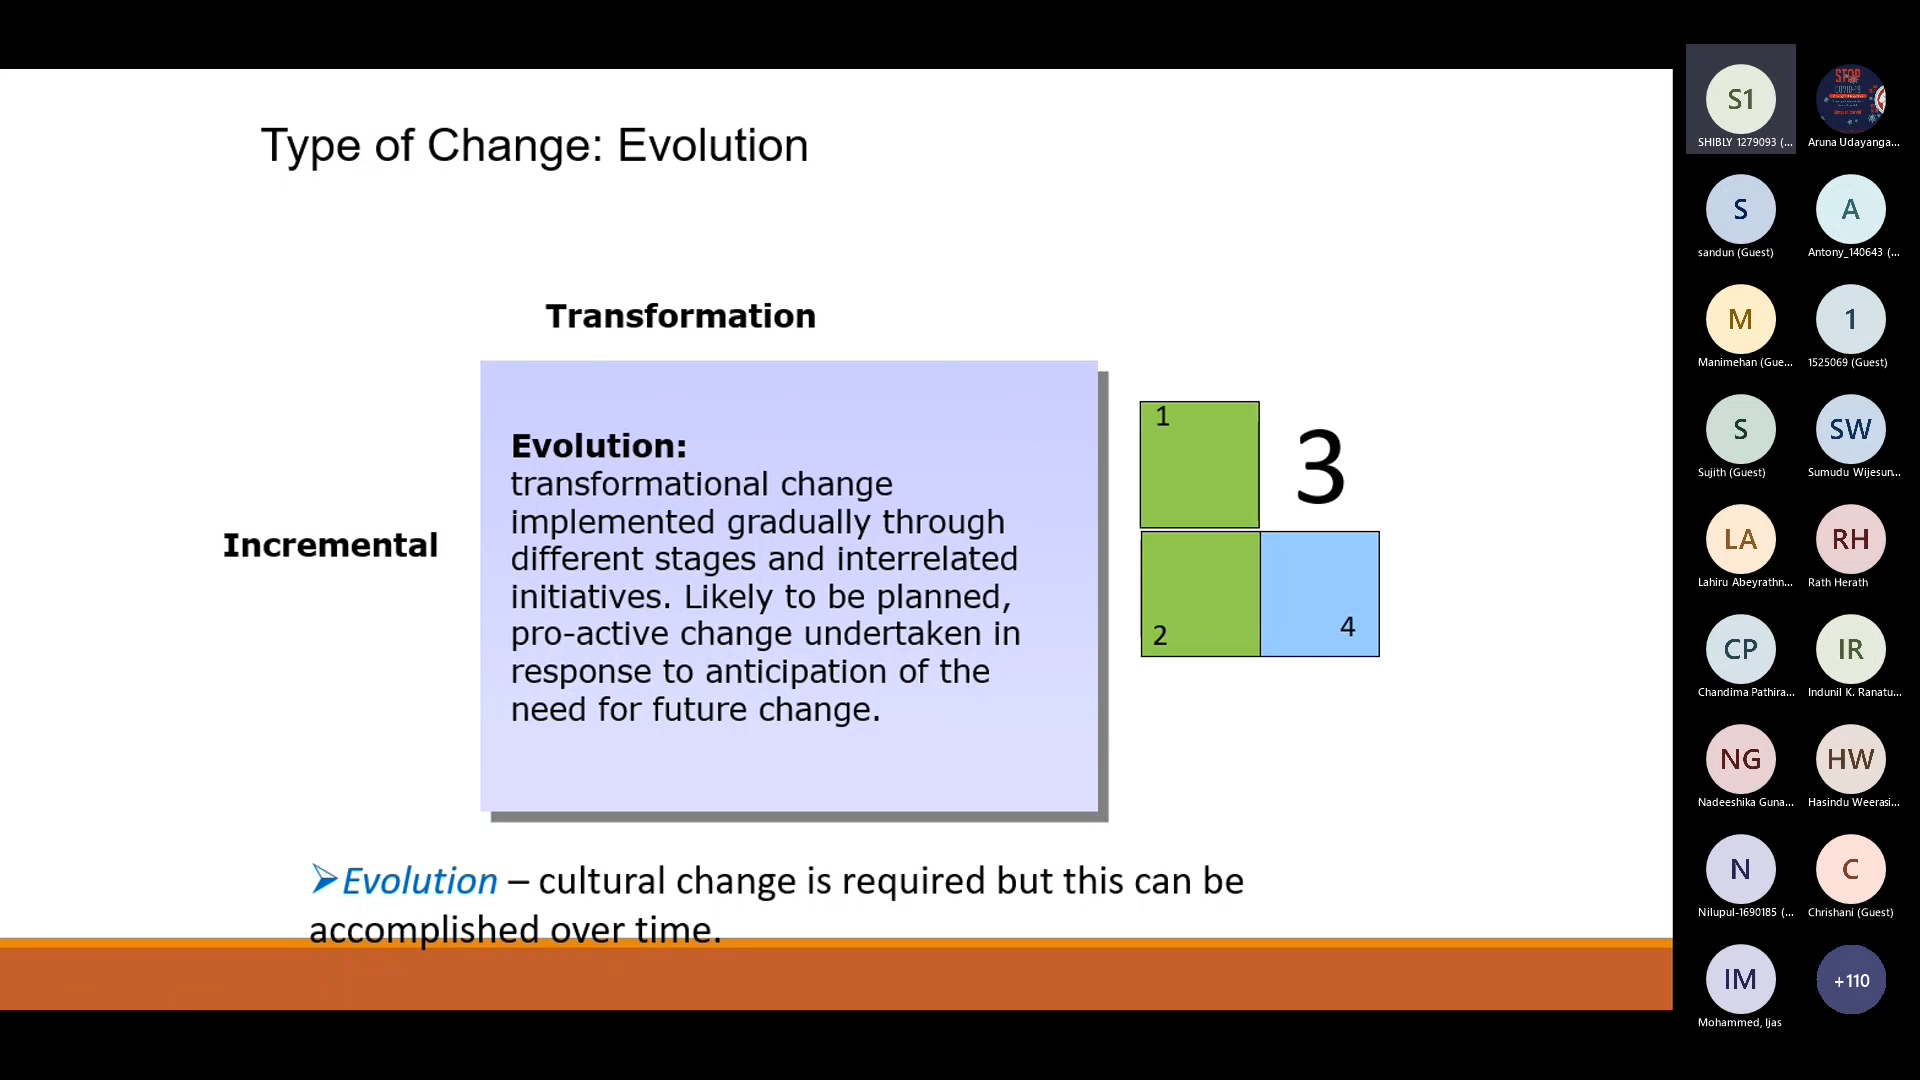 Type of Change: Evolution
Transformation
Incremental
Evolution:
transformational change
implemented gradually through
different stages and interrelated
initiatives. Likely to be planned,
pro-active change undertaken in
response to anticipation of the
need for future change.
1
3
2
4
➢Evolution – cultural change is required but this can be
accomplished over time.
S1
SHIBLY 1279093 (...
STOP
COVID-19
Aruna Udayanga...
S
sandun (Guest)
A
Antony_140643 (...
M
Manimehan (Gue...
1
1525069 (Guest)
S
Sujith (Guest)
SW
Sumudu Wijesun...
LA
Lahiru Abeyrathn...
RH
Rath Herath
CP
Chandima Pathira...
IR
Indunil K. Ranatu...
NG
Nadeeshika Guna...
HW
Hasindu Weerasi...
N
Nilupul-1690185 (...
C
Chrishani (Guest)
IM
Mohammed, Ijas
+110